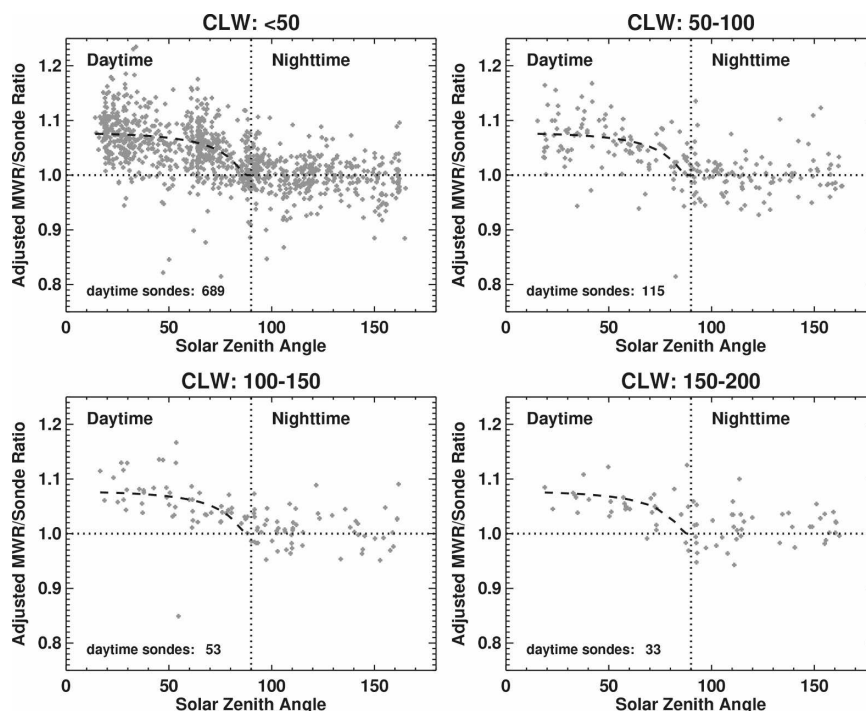 CLW: <50
Daytime
Nighttime
Adjusted MWR/Sonde Ratio
1.2
1.1
1.0
0.9
0.8
daytime sondes: 689
0
50
100
150
Solar Zenith Angle
CLW: 50-100
Daytime
Nighttime
Adjusted MWR/Sonde Ratio
1.2
1.1
1.0
0.9
0.8
daytime sondes: 115
0
50
100
150
Solar Zenith Angle
CLW: 100-150
Daytime
Nighttime
Adjusted MWR/Sonde Ratio
1.2
1.1
1.0
0.9
0.8
daytime sondes: 53
0
50
100
150
Solar Zenith Angle
CLW: 150-200
Daytime
Nighttime
Adjusted MWR/Sonde Ratio
1.2
1.1
1.0
0.9
0.8
daytime sondes: 33
0
50
100
150
Solar Zenith Angle